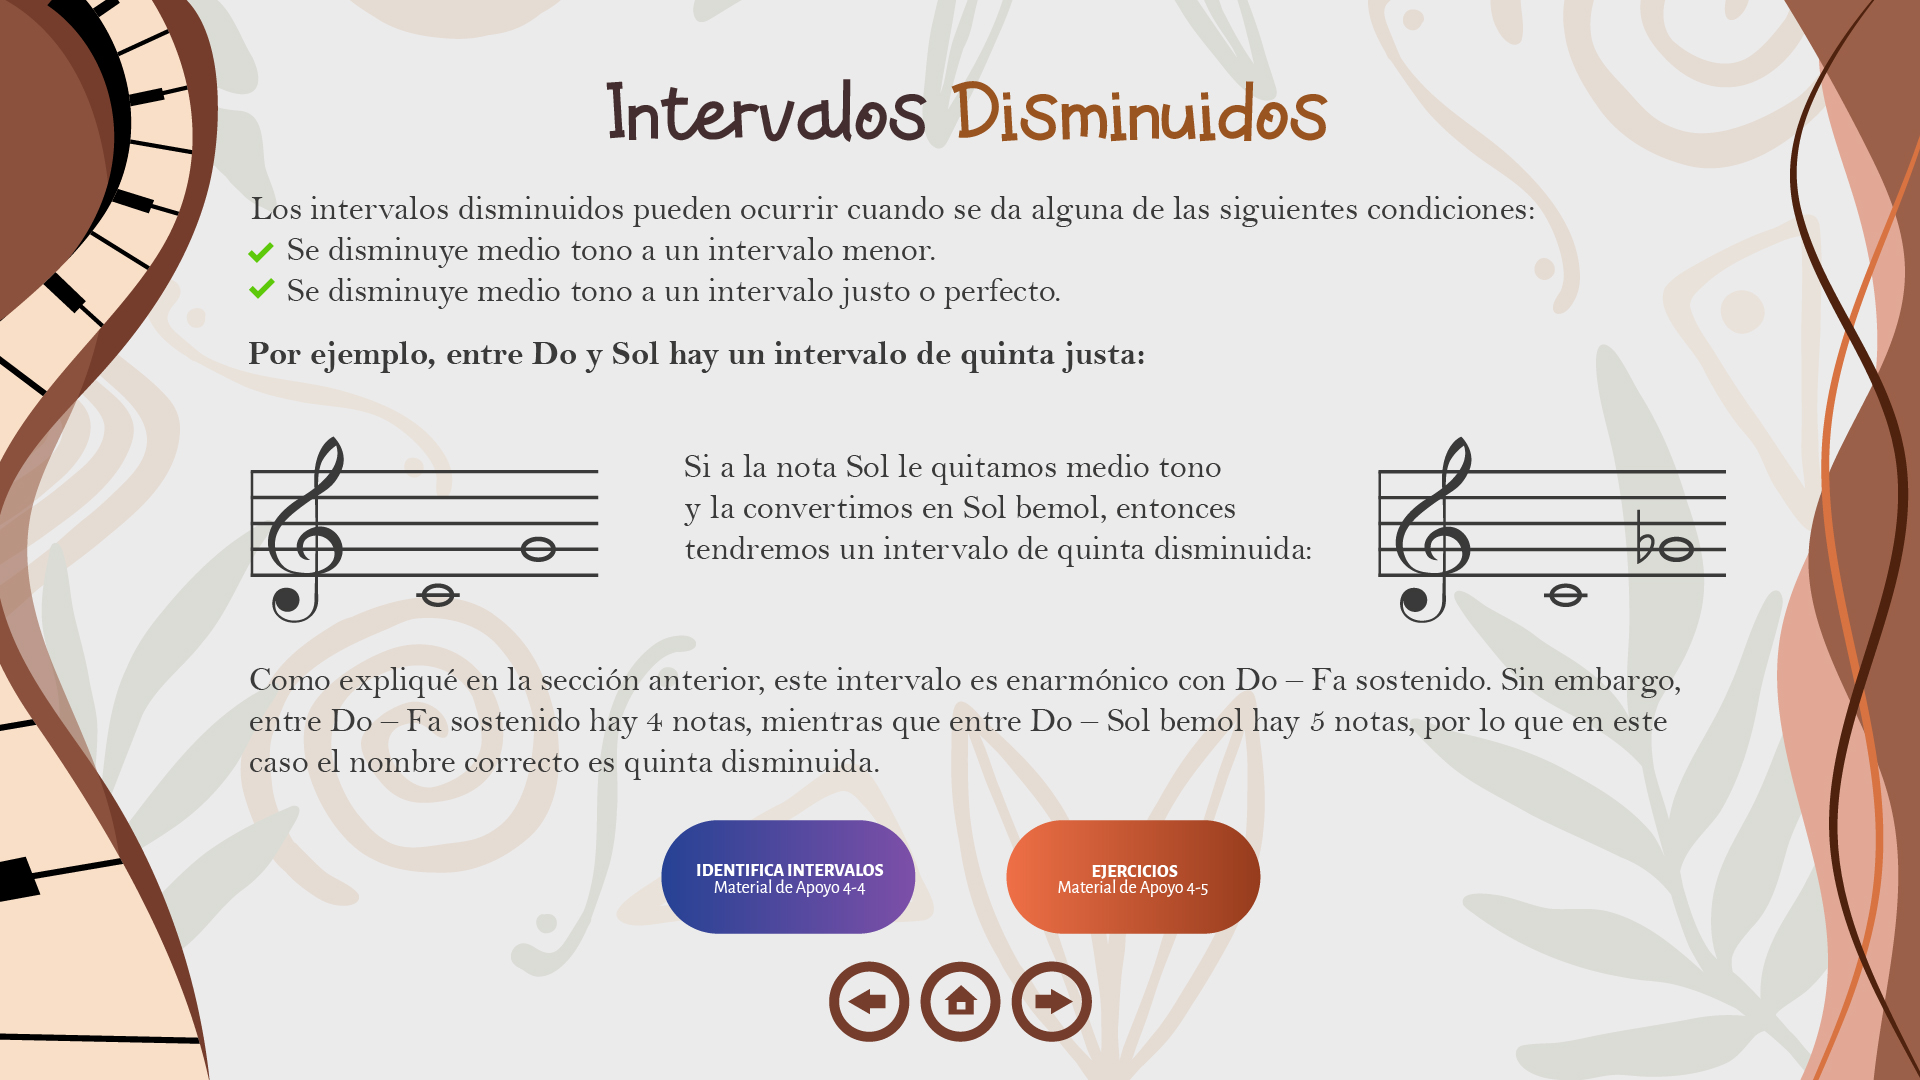 Intervalos Disminuidos
Los intervalos disminuidos pueden ocurrir cuando se da alguna de las siguientes condiciones:
Se disminuye medio tono a un intervalo menor.
Se disminuye medio tono a un intervalo justo o perfecto.
Por ejemplo, entre Do y Sol hay un intervalo de quinta justa:
Si a la nota Sol le quitamos medio tono
y la convertimos en Sol bemol, entonces
tendremos un intervalo de quinta disminuida:
Como expliqué en la sección anterior, este intervalo es enarmónico con Do – Fa sostenido. Sin embargo,
entre Do – Fa sostenido hay 4 notas, mientras que entre Do – Sol bemol hay 5 notas, por lo que en este
caso el nombre correcto es quinta disminuida.
IDENTIFICA INTERVALOS
Material de Apoyo 4-4
EJERCICIOS
Material de Apoyo 4-5